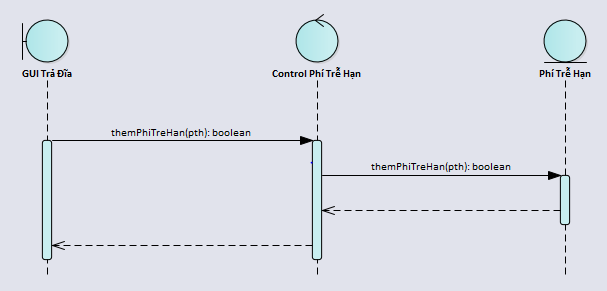 GUI Trả Đĩa
Control Phí Trễ Hạn
Phí Trễ Hạn
themPhiTreHan(pth): boolean
themPhiTreHan(pth): boolean